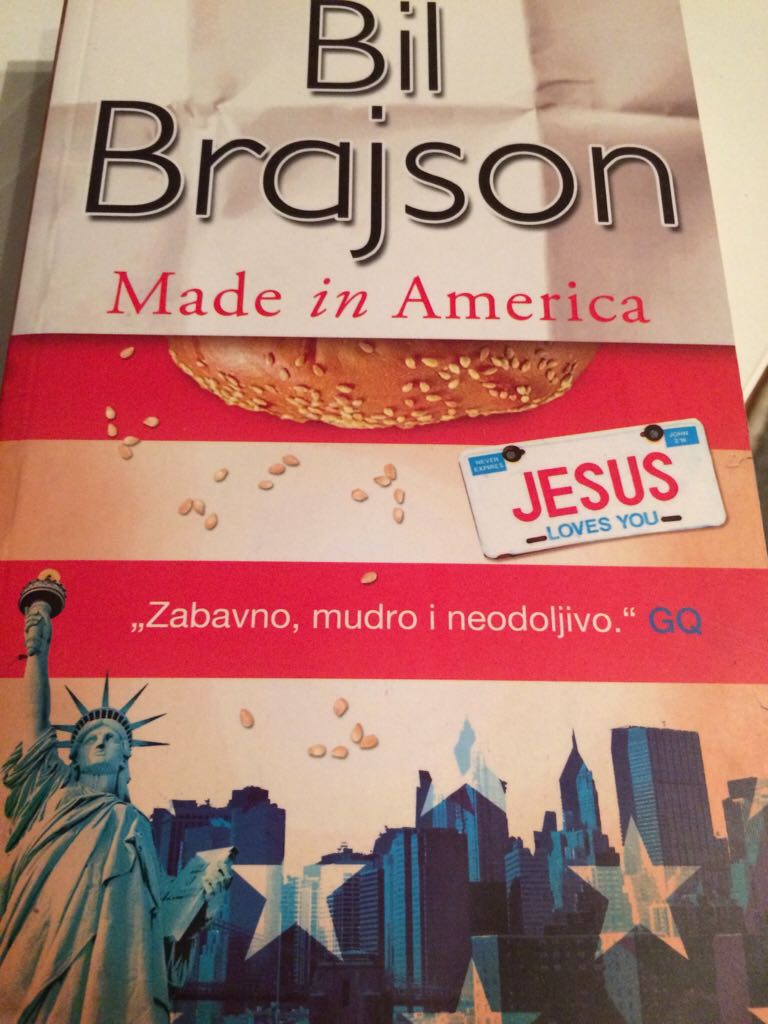 Bil
Brajson
Made in America
NEVER
EXPIRES
JOHN
3:16
JESUS
LOVES YOU
„Zabavno, mudro i neodoljivo.“ GQ